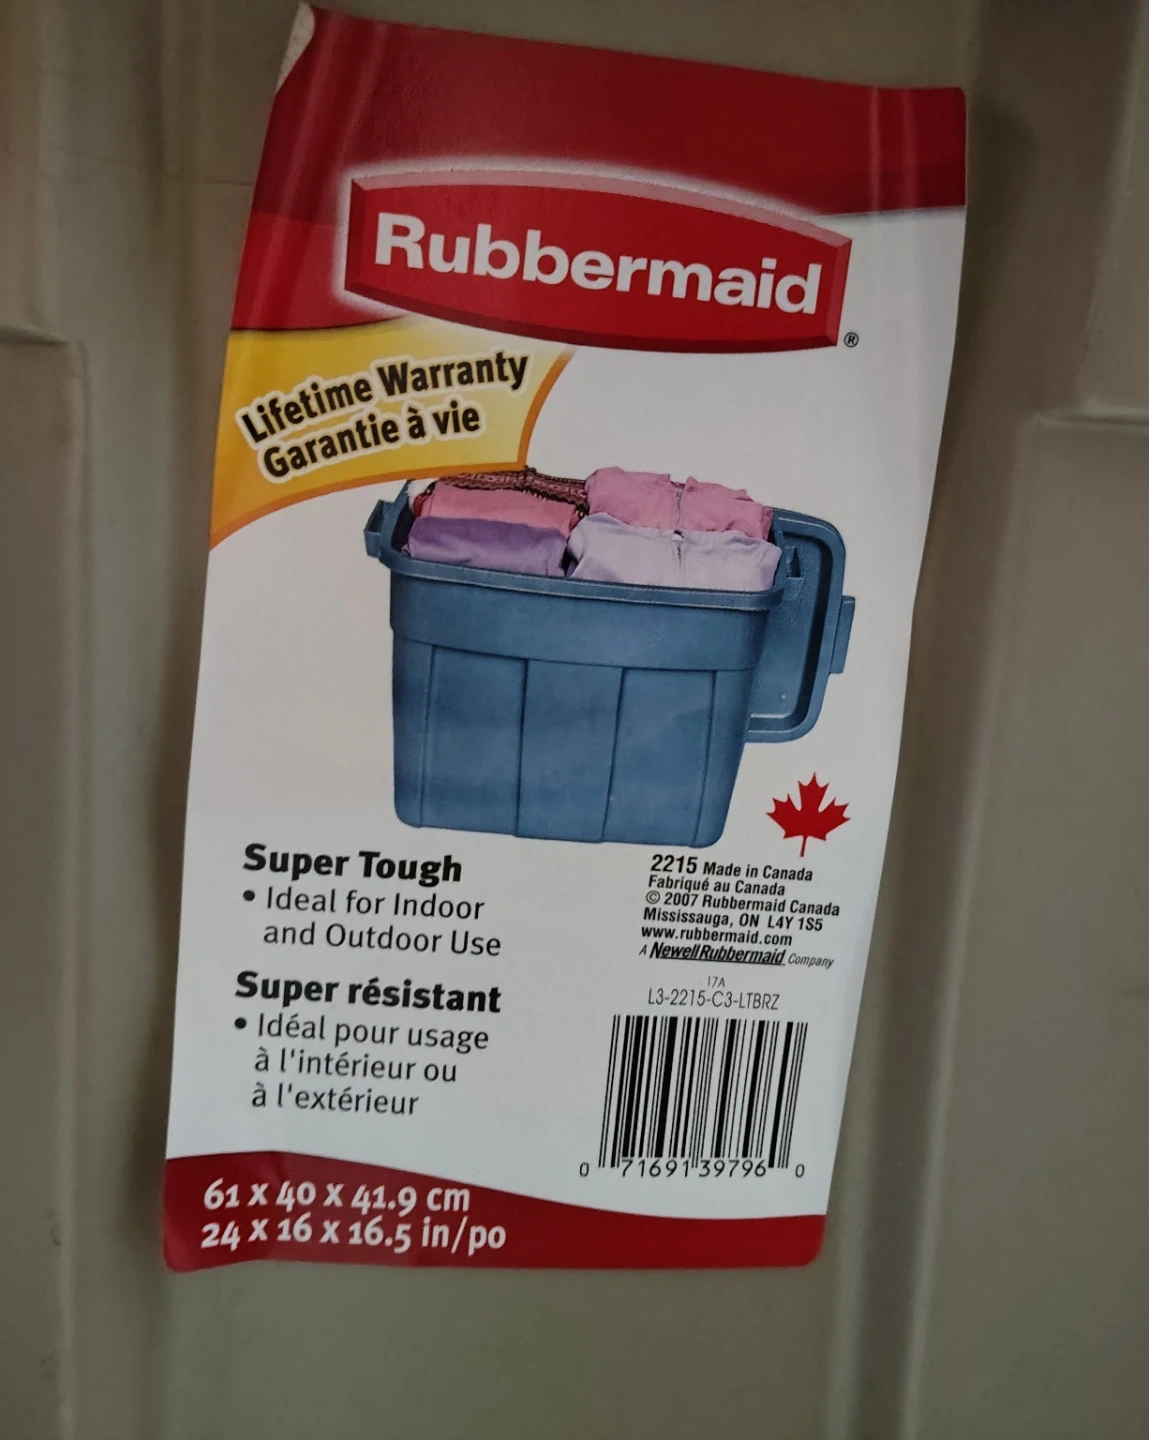 Rubbermaid
®
Lifetime Warranty
Garantie à vie
Super Tough
• Ideal for Indoor
and Outdoor Use
Super résistant
• Idéal pour usage
à l'intérieur ou
à l'extérieur
2215 Made in Canada
Fabriqué au Canada
© 2007 Rubbermaid Canada
Mississauga, ON L4Y 1S5
www.rubbermaid.com
A NewellRubbermaid Company
17A
L3-2215-C3-LTBRZ
0 71691 39796 0
61 x 40 x 41.9 cm
24 x 16 x 16.5 in/po